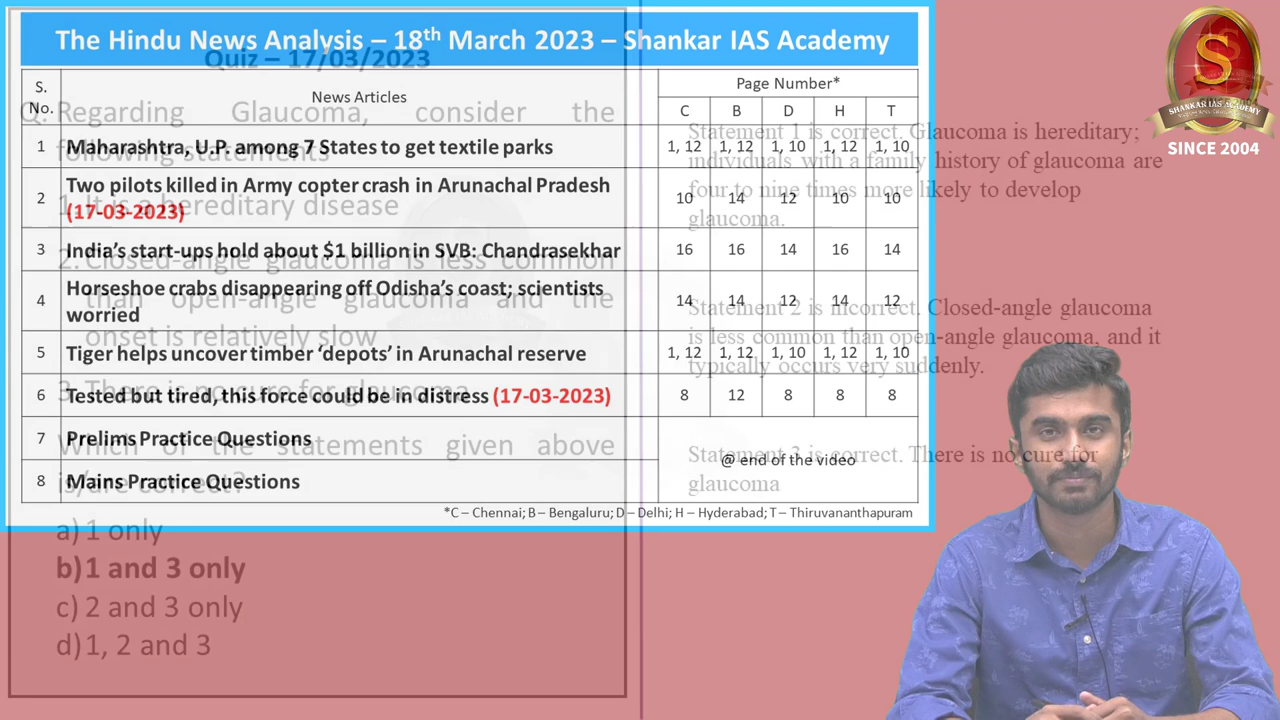 The Hindu News Analysis – 18th March 2023 – Shankar IAS Academy
S. No.
News Articles
Page Number*
C B D H T
1 Maharashtra, U.P. among 7 States to get textile parks 1, 12 1, 12 1, 10 1, 12 1, 10
2 Two pilots killed in Army copter crash in Arunachal Pradesh
(17-03-2023) 10 14 12 10 10
3 India’s start-ups hold about $1 billion in SVB: Chandrasekhar 16 16 14 16 14
4 Horseshoe crabs disappearing off Odisha’s coast; scientists
worried 14 14 12 14 12
5 Tiger helps uncover timber ‘depots’ in Arunachal reserve 1, 12 1, 12 1, 10 1, 12 1, 10
6 Tested but tired, this force could be in distress (17-03-2023) 8 12 8 8 8
7 Prelims Practice Questions
8 Mains Practice Questions
@ end of the video
*C – Chennai; B – Bengaluru; D – Delhi; H – Hyderabad; T – Thiruvananthapuram
Quiz – 17/03/2023
Q. Regarding Glaucoma, consider the
following statements
1. It is a hereditary disease
2. Closed-angle glaucoma is less common
than open-angle glaucoma and the
onset is relatively slow
3. There is no cure for glaucoma
Which of the statements given above
is/are correct?
a) 1 only
b) 1 and 3 only
c) 2 and 3 only
d) 1, 2 and 3
Statement 1 is correct. Glaucoma is hereditary;
individuals with a family history of glaucoma are
four to nine times more likely to develop
glaucoma.
Statement 2 is incorrect. Closed-angle glaucoma
is less common than open-angle glaucoma, and it
typically occurs very suddenly.
Statement 3 is correct. There is no cure for
glaucoma
S
SHANKAR IAS ACADEMY
SINCE 2004